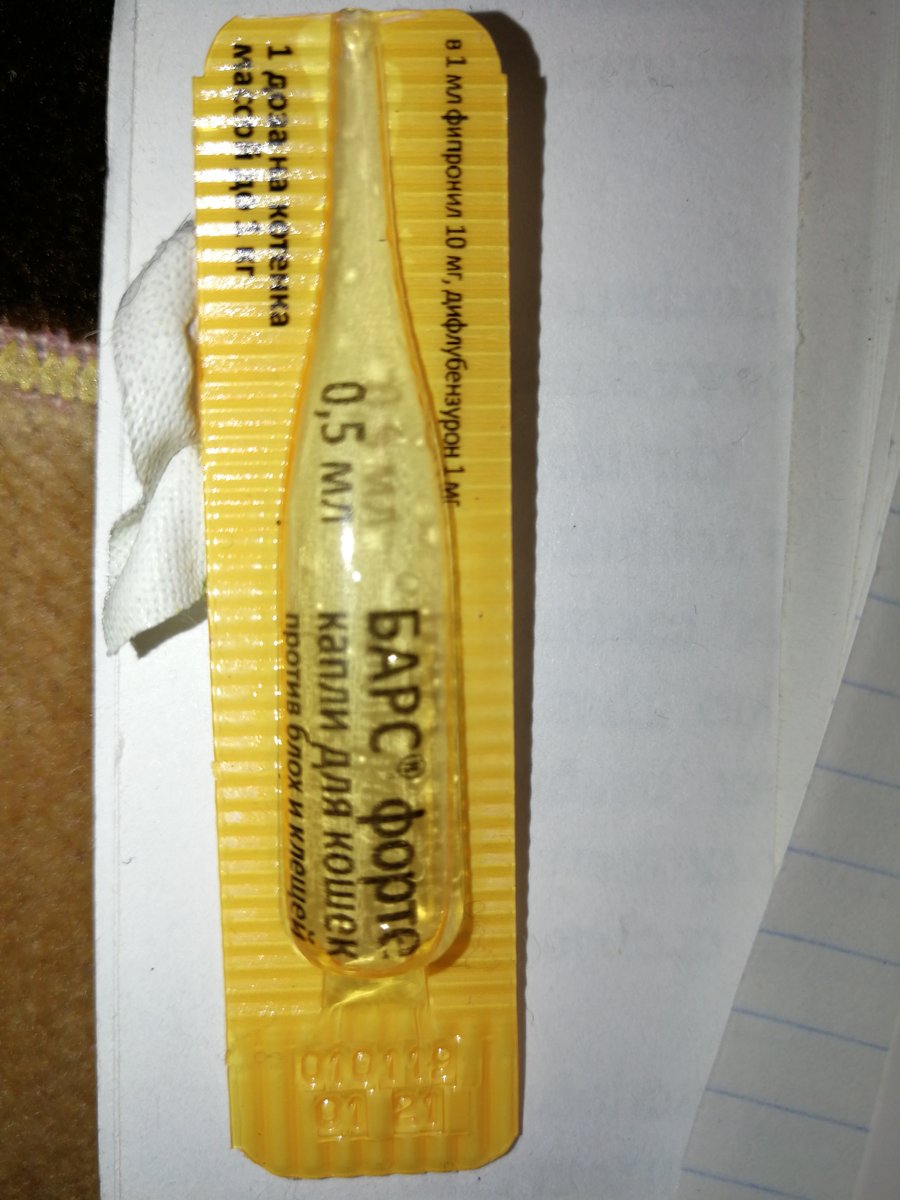 в 1 мл фипронил 10 мг, дифлубензурон 1 мг
БАРС® форте
0,5 мл капли для кошек
против блох и клещей
1 доза на котенка
массой до 1 кг
010119
01 21